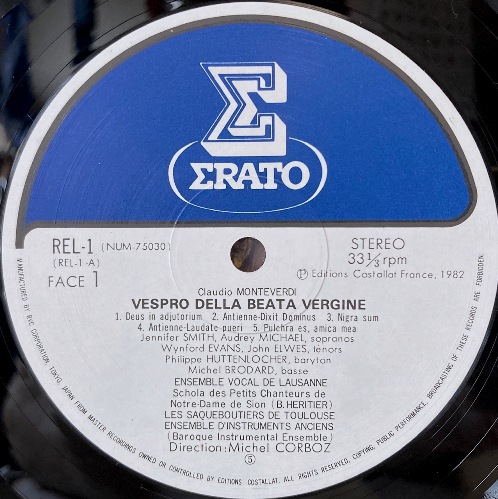 ΣRATO
REL-1 (NUM-75030)
(REL-1-A)
FACE 1
STEREO
33 1/3 rpm
Ⓟ Editions Costallat France, 1982
Claudio MONTEVERDI
VESPRO DELLA BEATA VERGINE
1. Deus in adjutorium 2. Antienne-Dixit Dominus 3. Nigra sum
4. Antienne-Laudate pueri 5. Pulchra es, amica mea
Jennifer SMITH, Audrey MICHAEL, sopranos
Wynford EVANS, John ELWES, ténors
Philippe HUTTENLOCHER, baryton
Michel BRODARD, basse
ENSEMBLE VOCAL DE LAUSANNE
Schola des Petits Chanteurs de
Notre-Dame de Sion (B. HERITIER)
LES SAQUEBOUTIERS DE TOULOUSE
ENSEMBLE D'INSTRUMENTS ANCIENS
(Baroque Instrumental Ensemble)
Direction: Michel CORBOZ
⑤
MANUFACTURED BY RVC CORPORATION TOKYO, JAPAN FROM MASTER RECORDINGS OWNED OR CONTROLLED BY EDITIONS COSTALLAT. ALL RIGHTS RESERVED. COPYING, PUBLIC PERFORMANCE, BROADCASTING OF THESE RECORDS ARE FORBIDDEN.